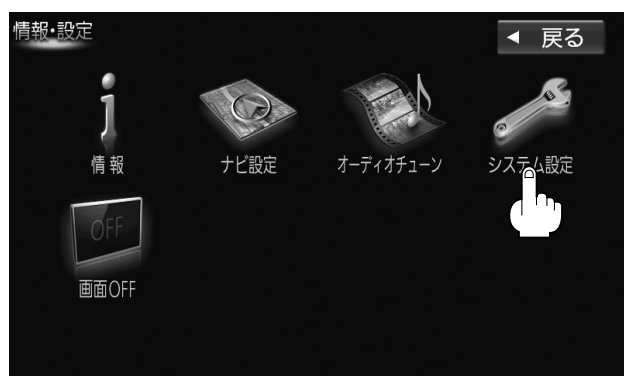 情報・設定
◀ 戻る
情報
ナビ設定
オーディオチューン
システム設定
OFF
画面OFF